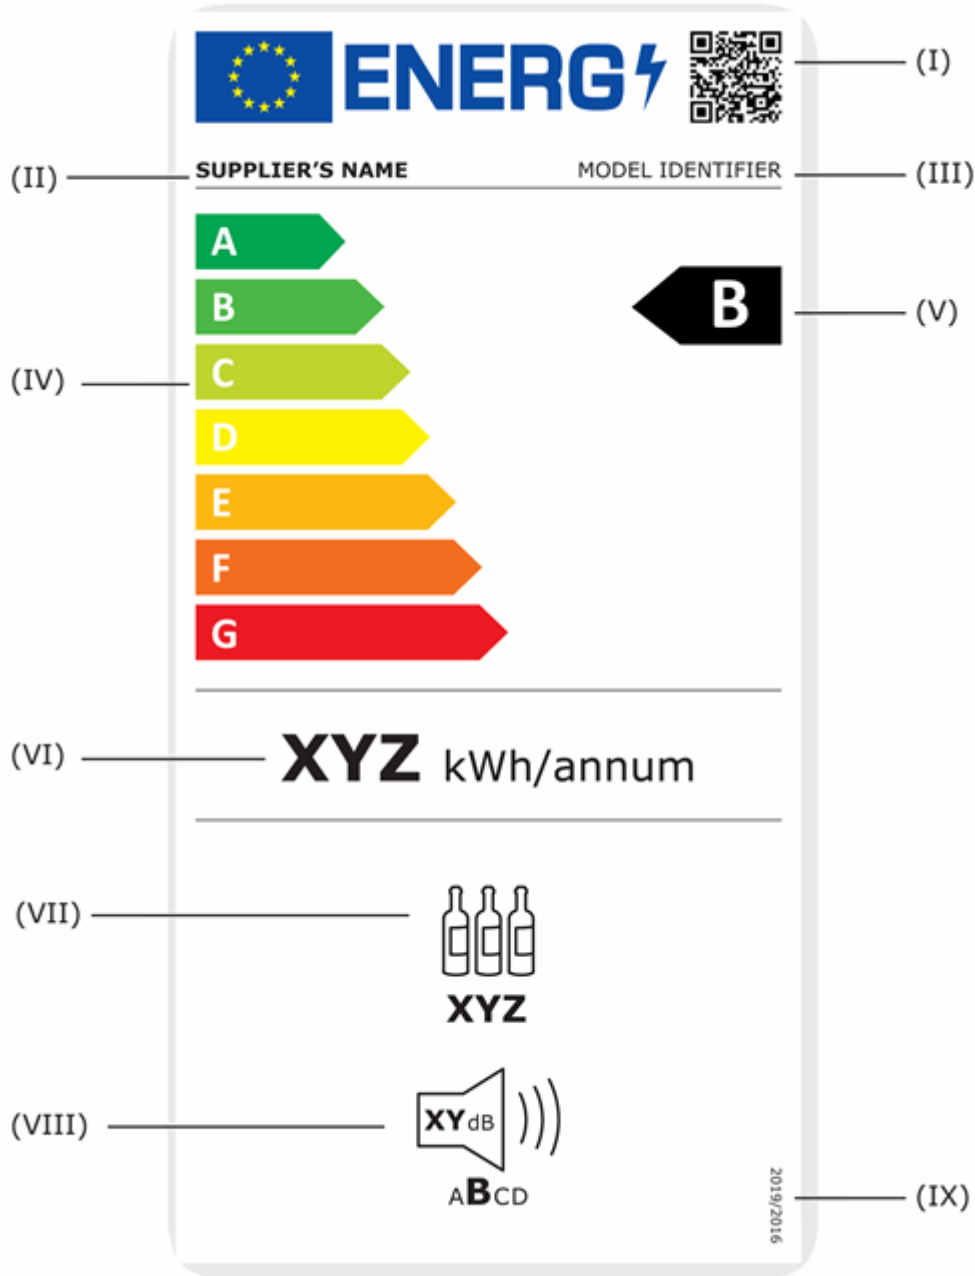 ENERG
(I)
(II)
SUPPLIER'S NAME
MODEL IDENTIFIER
(III)
A
B
B
(V)
(IV)
C
D
E
F
G
(VI)
XYZ kWh/annum
(VII)
XYZ
(VIII)
XYdB
ABCD
2019/2016
(IX)